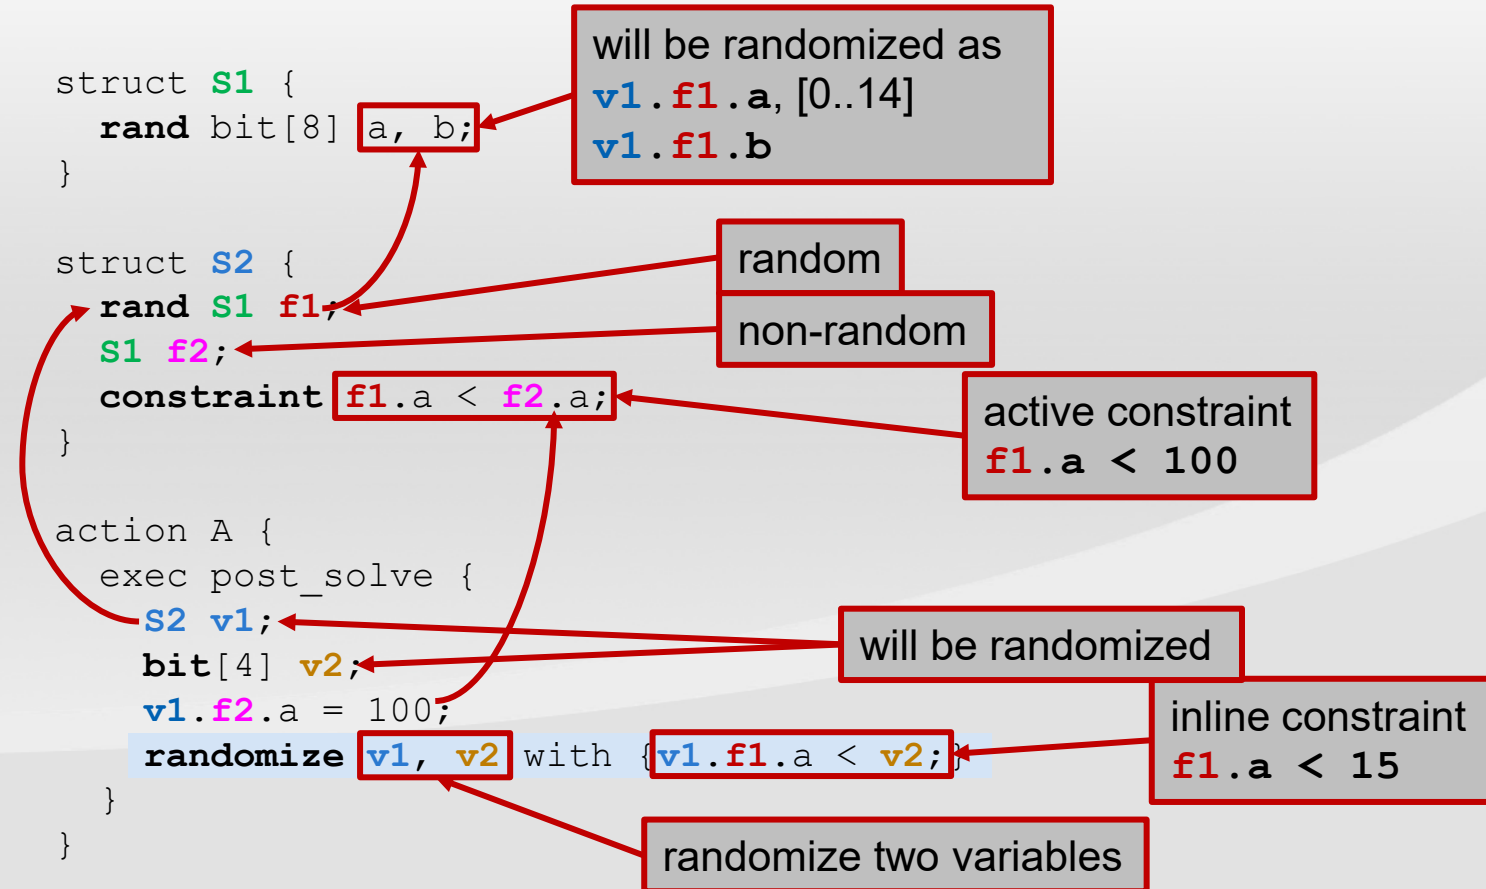 struct S1 {
rand bit[8] a, b;
}
will be randomized as
v1.f1.a, [0..14]
v1.f1.b
struct S2 {
rand S1 f1;
S1 f2;
constraint f1.a < f2.a;
}
random
non-random
active constraint
f1.a < 100
action A {
exec post_solve {
S2 v1;
bit[4] v2;
v1.f2.a = 100;
randomize v1, v2 with {v1.f1.a < v2;}
}
}
will be randomized
inline constraint
f1.a < 15
randomize two variables